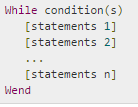 While condition(s)
[statements 1]
[statements 2]
...
[statements n]
Wend